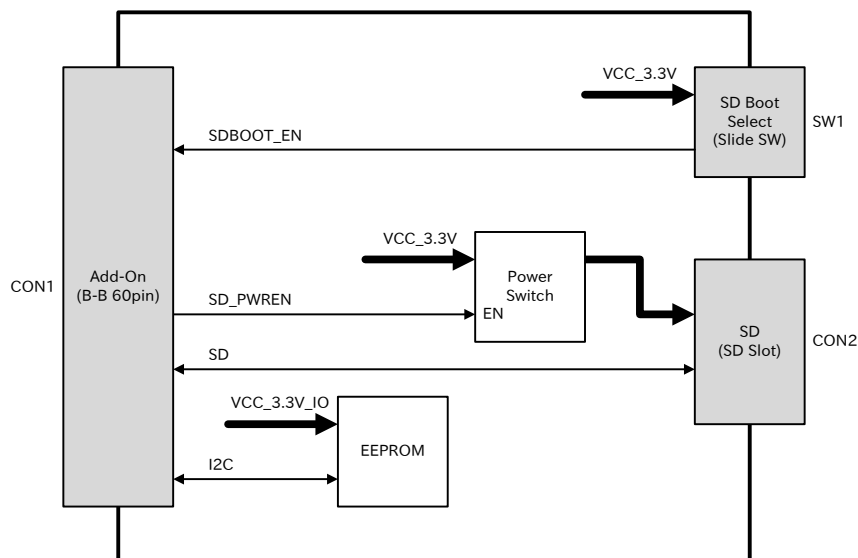 VCC_3.3V
SD Boot
Select
(Slide SW)
SW1
SDBOOT_EN
VCC_3.3V
Power
Switch
EN
CON1
Add-On
(B-B 60pin)
SD_PWREN
SD
(SD Slot)
CON2
SD
VCC_3.3V_IO
EEPROM
I2C